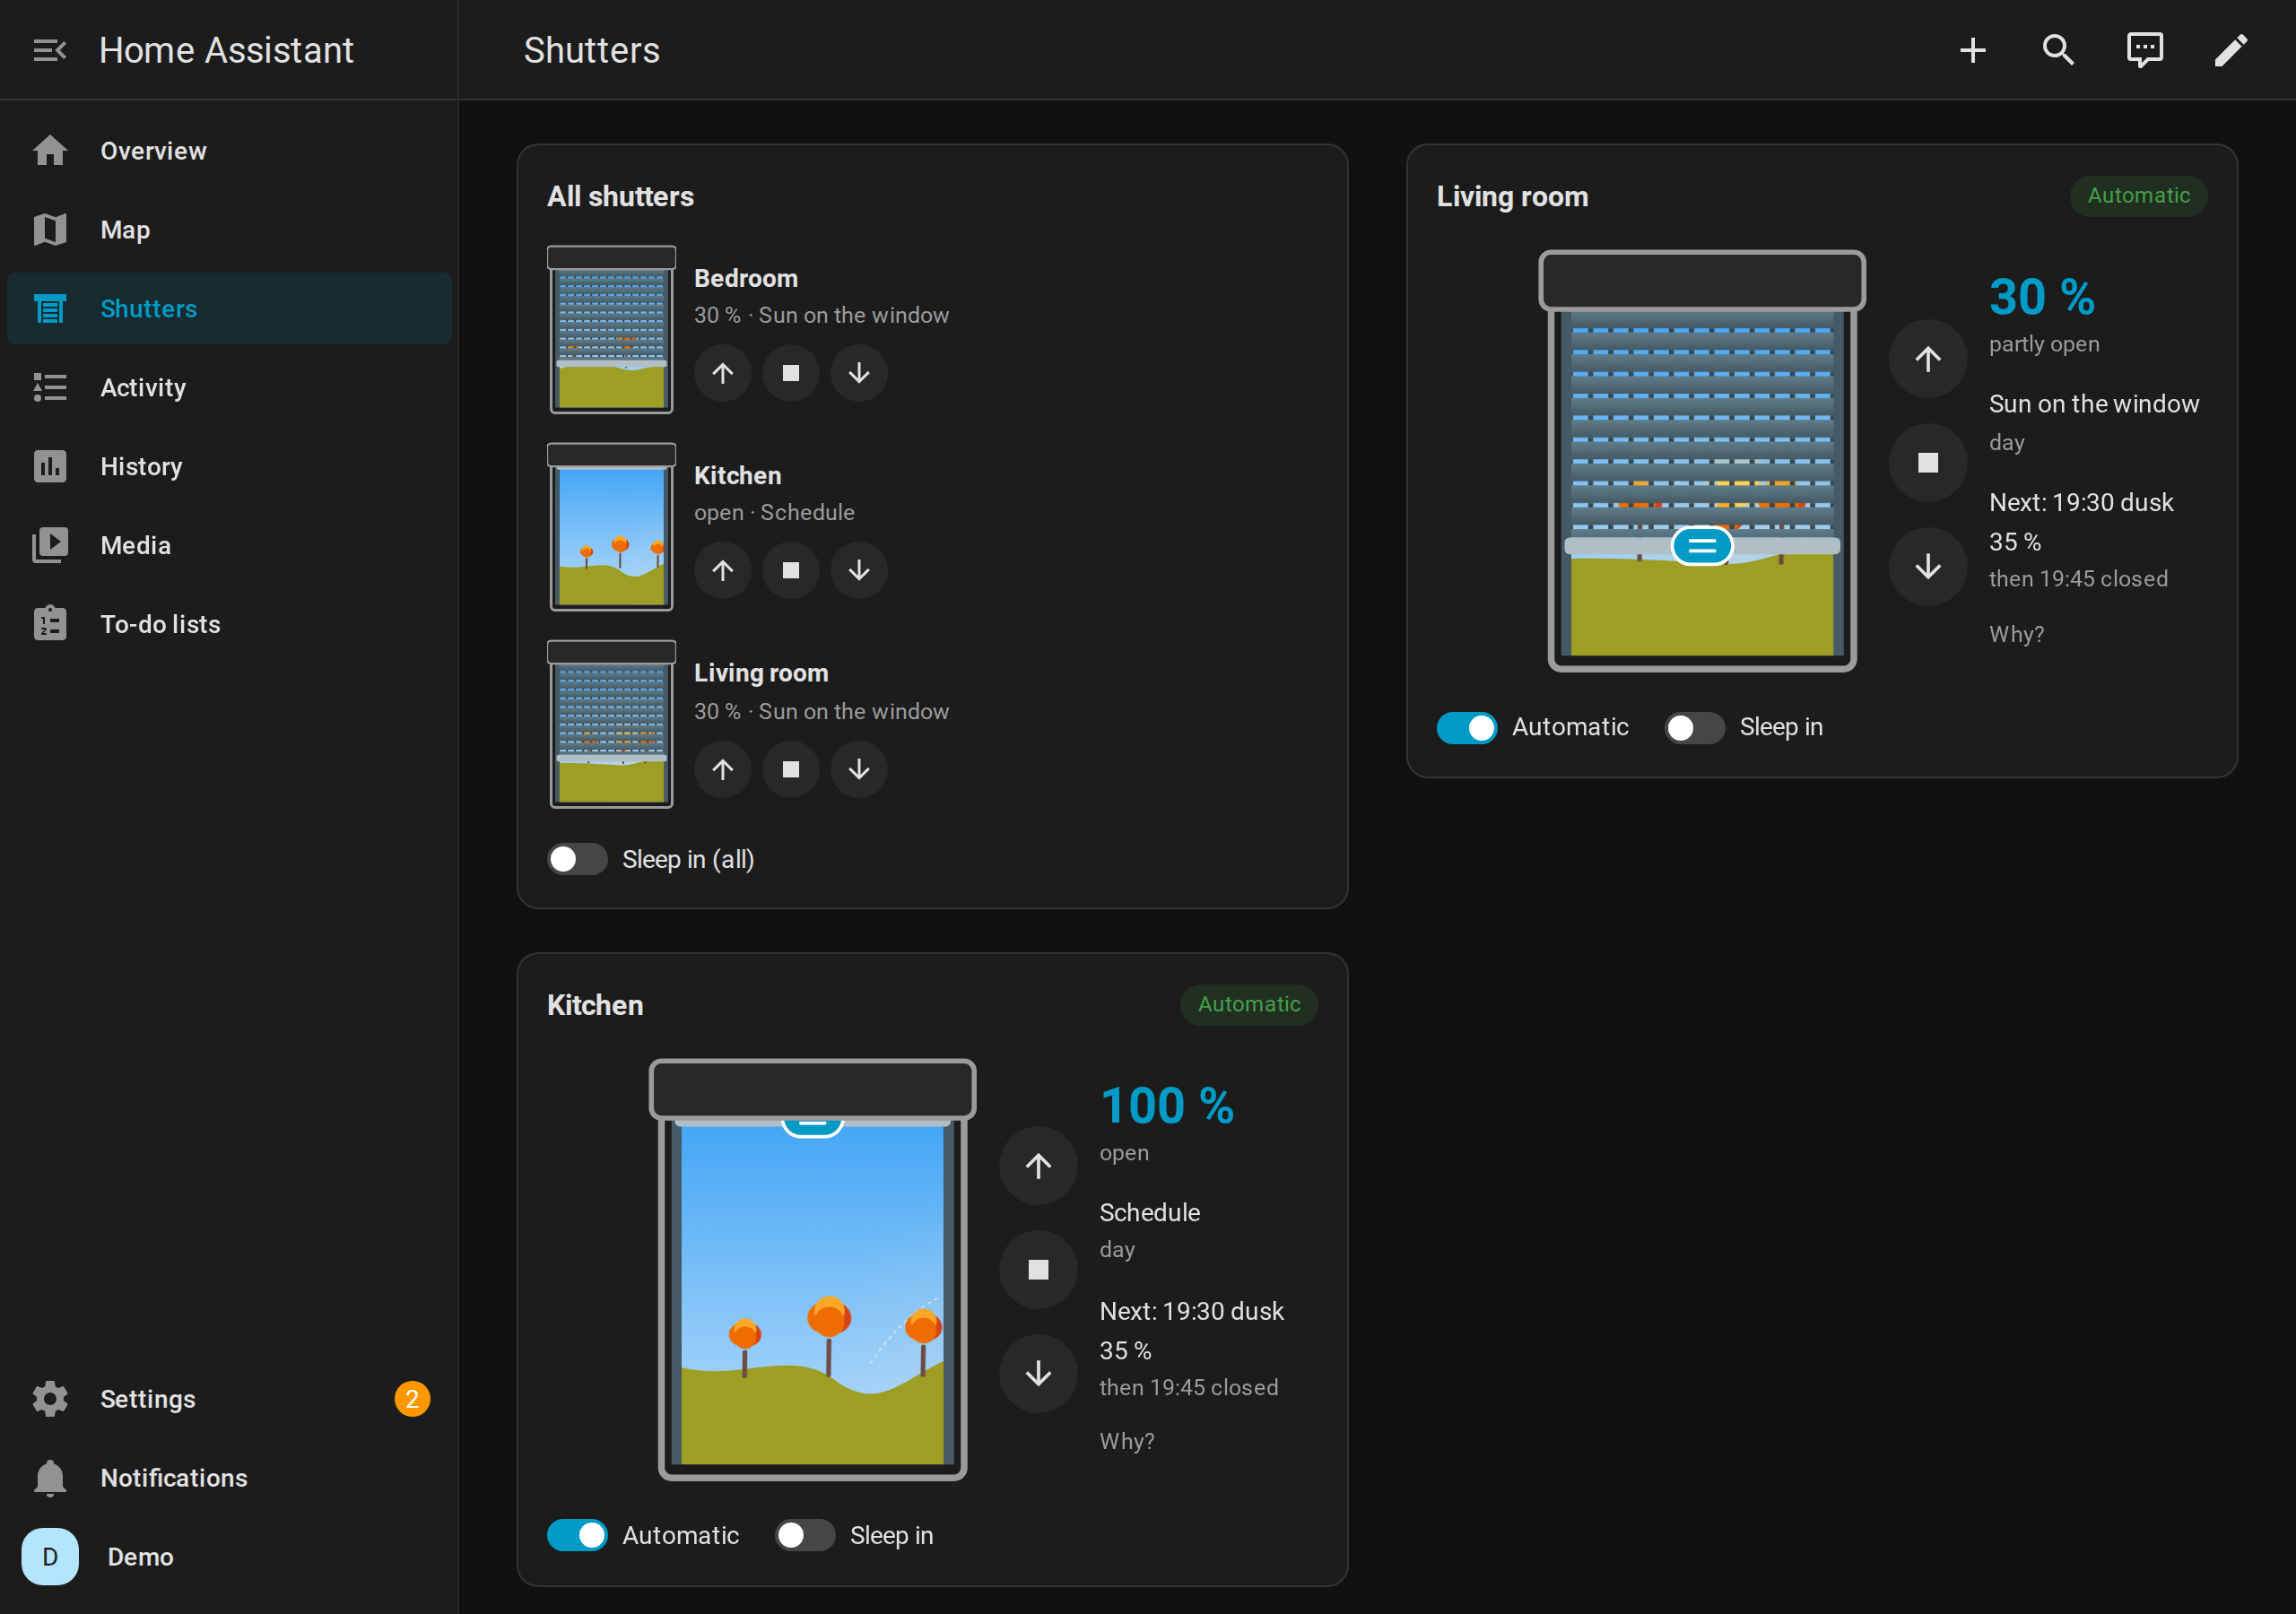 Home Assistant
Overview
Map
Shutters
Activity
History
Media
To-do lists
Settings
2
Notifications
D
Demo
Shutters
All shutters
Bedroom
30 % · Sun on the window
Kitchen
open · Schedule
Living room
30 % · Sun on the window
Sleep in (all)
Living room
Automatic
30 %
partly open
Sun on the window
day
Next: 19:30 dusk
35 %
then 19:45 closed
Why?
Automatic
Sleep in
Kitchen
Automatic
100 %
open
Schedule
day
Next: 19:30 dusk
35 %
then 19:45 closed
Why?
Automatic
Sleep in